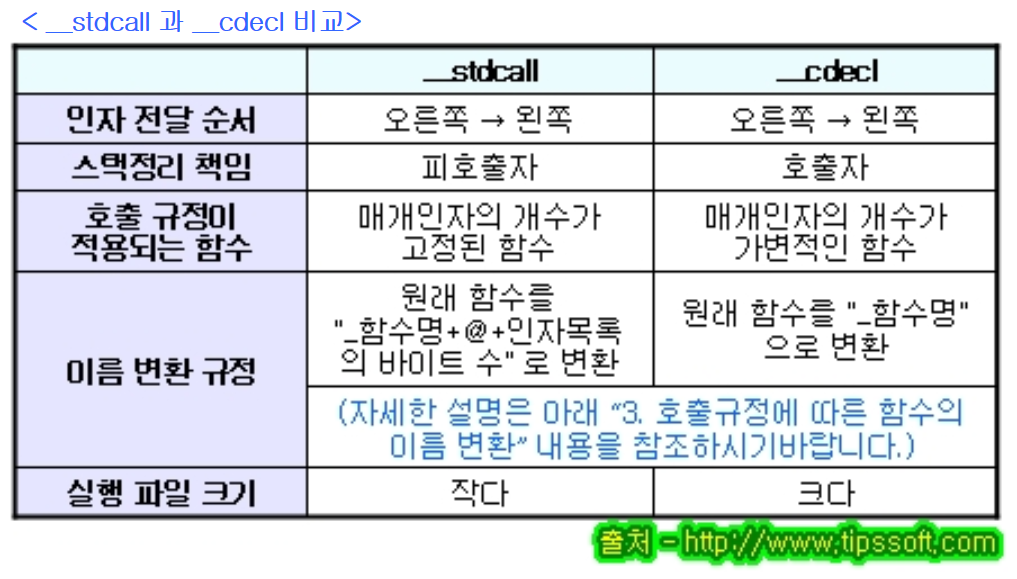 < __stdcall 과 __cdecl 비교>
__stdcall
__cdecl
인자 전달 순서
오른쪽 → 왼쪽
오른쪽 → 왼쪽
스택정리 책임
피호출자
호출자
호출 규정이
적용되는 함수
매개인자의 개수가
고정된 함수
매개인자의 개수가
가변적인 함수
이름 변환 규정
원래 함수를
"_함수명+@+인자목록
의 바이트 수" 로 변환
원래 함수를 "_함수명"
으로 변환
(자세한 설명은 아래 “3. 호출규정에 따른 함수의
이름 변환” 내용을 참조하시기바랍니다.)
실행 파일 크기
작다
크다
출처 - http://www.tipssoft.com